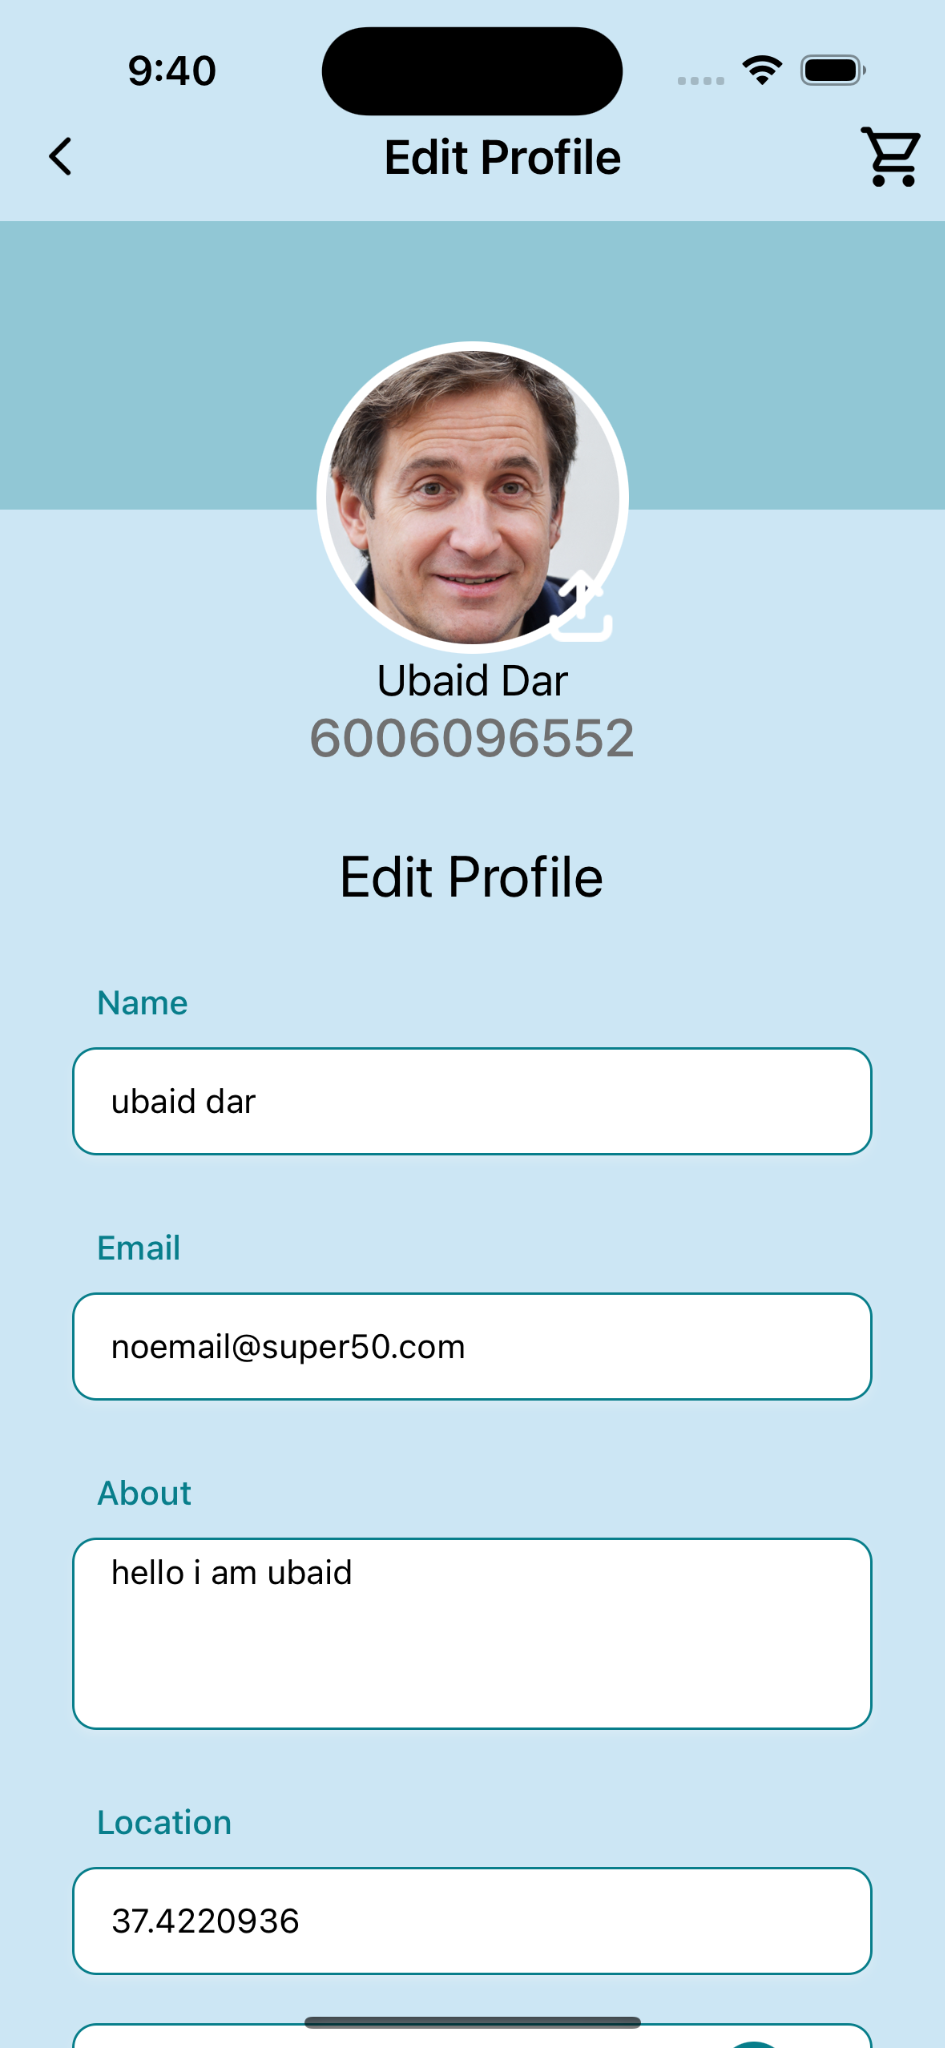 9:40
Edit Profile
Ubaid Dar
6006096552
Edit Profile
Name
ubaid dar
Email
noemail@super50.com
About
hello i am ubaid
Location
37.4220936